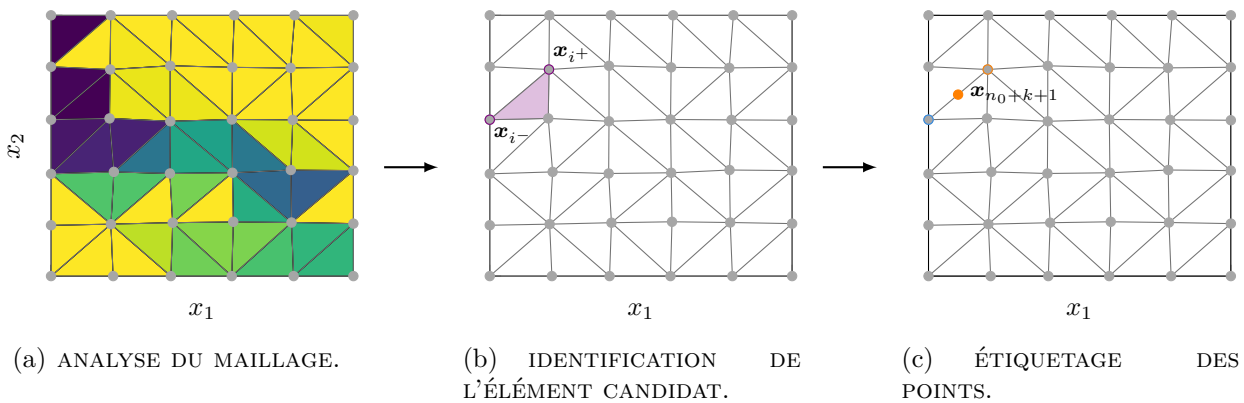 x₂
x₁
(a) ANALYSE DU MAILLAGE.
x_{i+}
x_{i−}
x₁
(b) IDENTIFICATION DE
L'ÉLÉMENT CANDIDAT.
x_{n₀+k+1}
x₁
(c) ÉTIQUETAGE DES
POINTS.